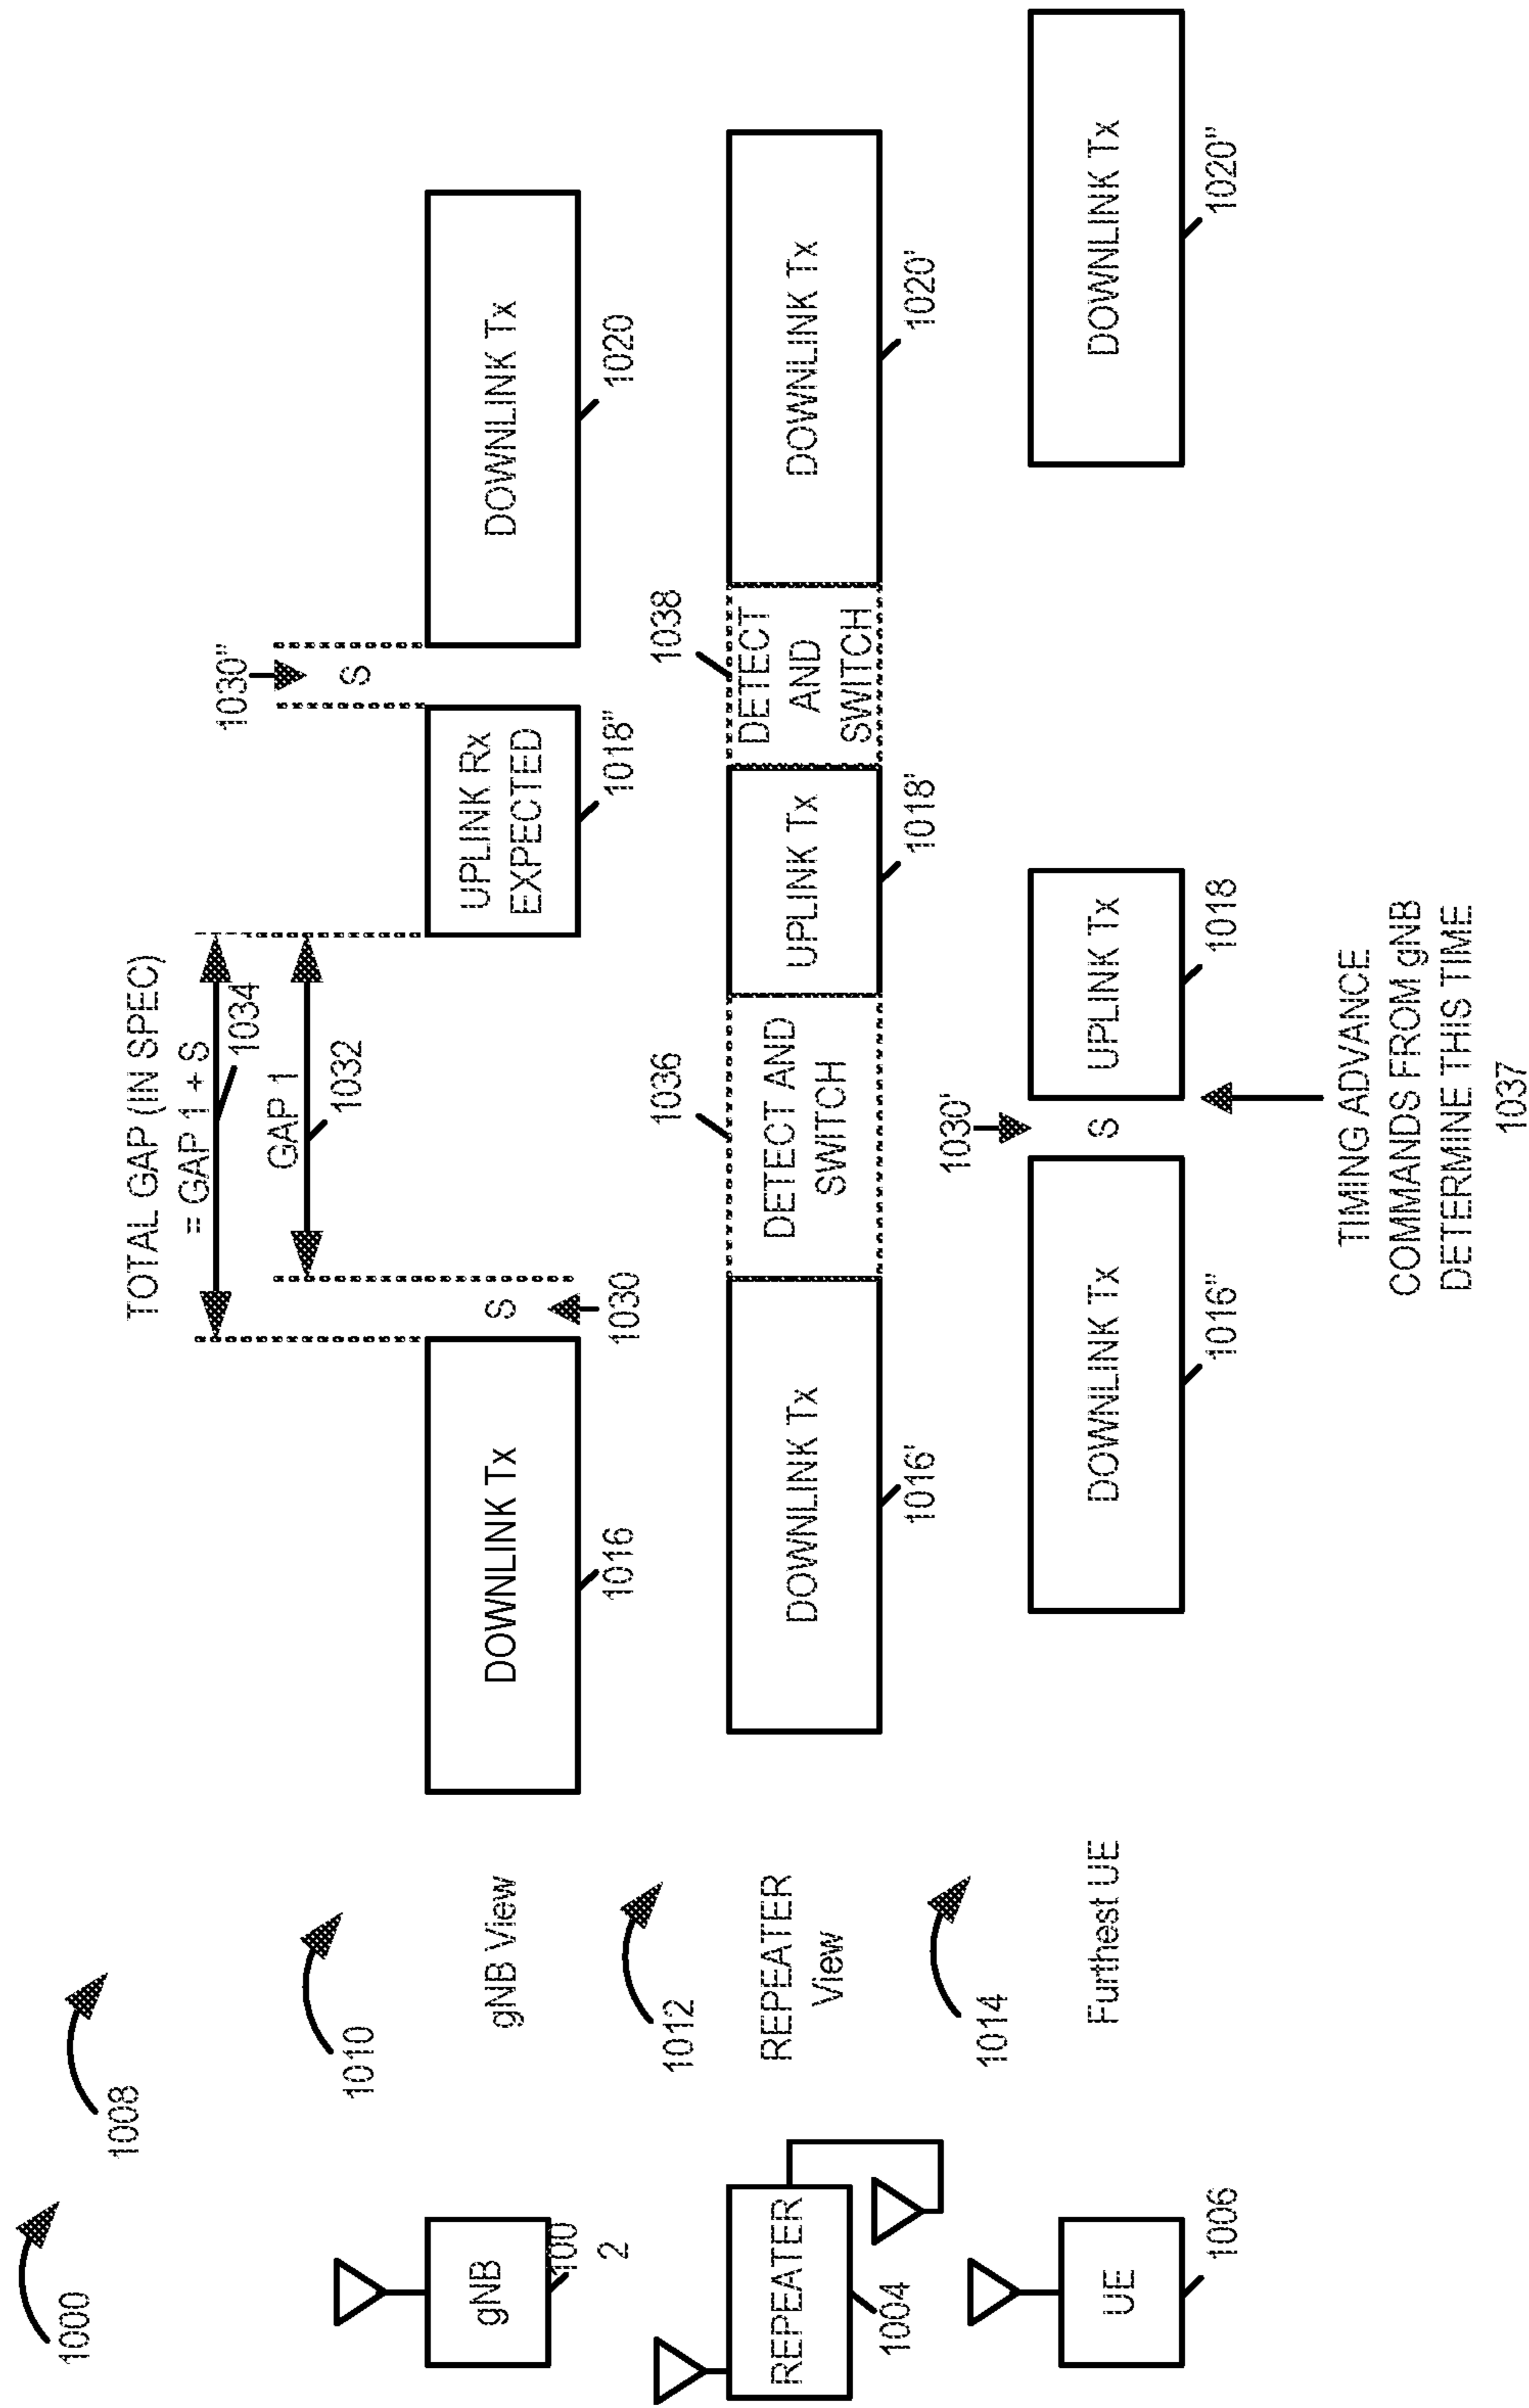 1000
1008
gNB
100
2
REPEATER
1004
UE
1006
1010
gNB View
1012
REPEATER
View
1014
Furthest UE
TOTAL GAP (IN SPEC)
= GAP 1 + S
1034
GAP 1
1032
1030"
S
DOWNLINK Tx
1016
S
1030
UPLINK Rx
EXPECTED
1018"
DOWNLINK Tx
1020
DOWNLINK Tx
1016'
1036
DETECT AND
SWITCH
UPLINK Tx
1018'
1038
DETECT
AND
SWITCH
DOWNLINK Tx
1020'
DOWNLINK Tx
1016"
1030'
S
UPLINK Tx
1018
DOWNLINK Tx
1020"
TIMING ADVANCE
COMMANDS FROM gNB
DETERMINE THIS TIME
1037